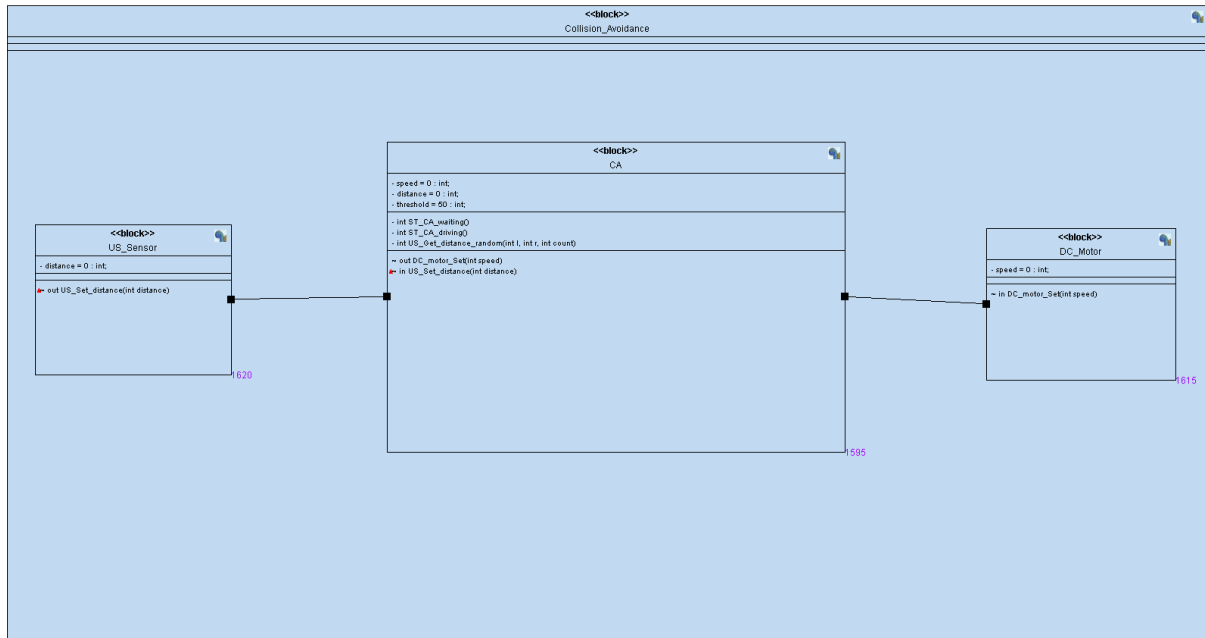 <<block>>
Collision_Avoidance
<<block>>
CA
- speed = 0 : int;
- distance = 0 : int;
- threshold = 50 : int;
- int ST_CA_waiting()
- int ST_CA_driving()
- int US_Get_distance_random(int l, int r, int count)
~ out DC_motor_Set(int speed)
~ in US_Set_distance(int distance)
1595
<<block>>
US_Sensor
- distance = 0 : int;
~ out US_Set_distance(int distance)
1620
<<block>>
DC_Motor
- speed = 0 : int;
~ in DC_motor_Set(int speed)
1615